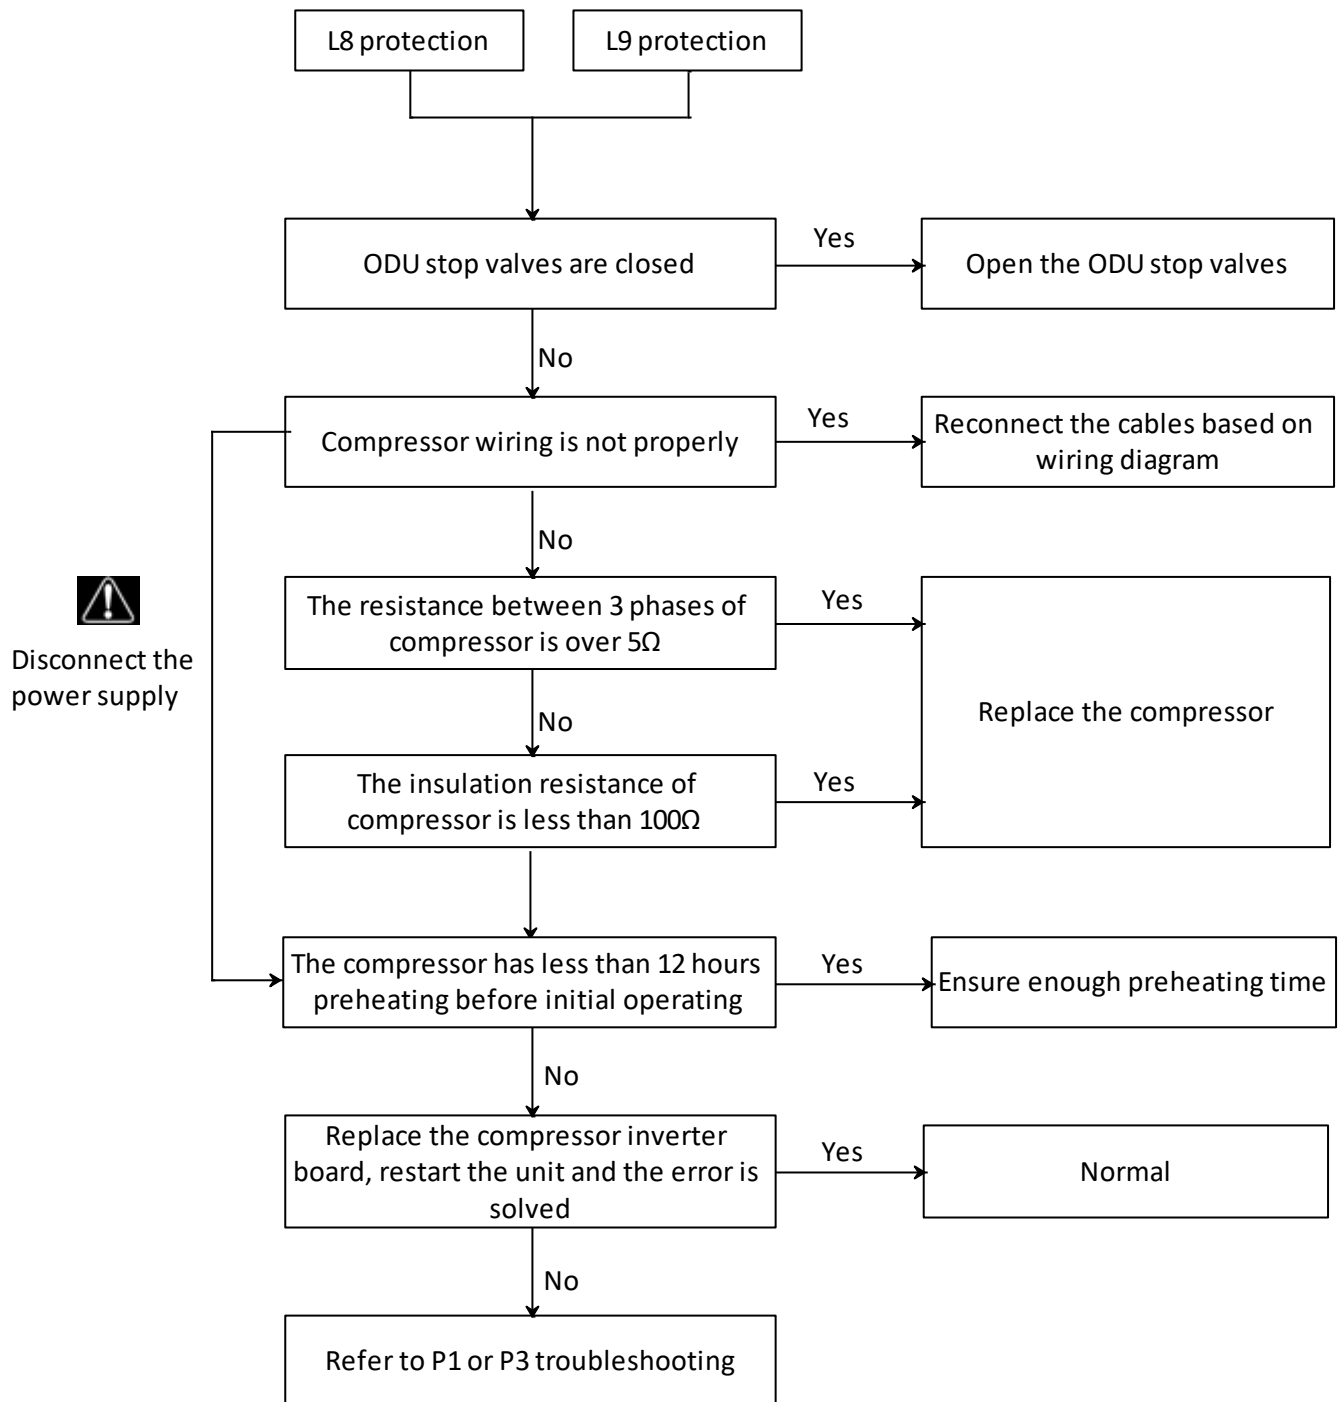 L8 protection
L9 protection
ODU stop valves are closed
Yes
Open the ODU stop valves
No
Compressor wiring is not properly
Yes
Reconnect the cables based on
wiring diagram
No
Disconnect the
power supply
The resistance between 3 phases of
compressor is over 5Ω
Yes
Replace the compressor
No
The insulation resistance of
compressor is less than 100Ω
Yes
The compressor has less than 12 hours
preheating before initial operating
Yes
Ensure enough preheating time
No
Replace the compressor inverter
board, restart the unit and the error is
solved
Yes
Normal
No
Refer to P1 or P3 troubleshooting